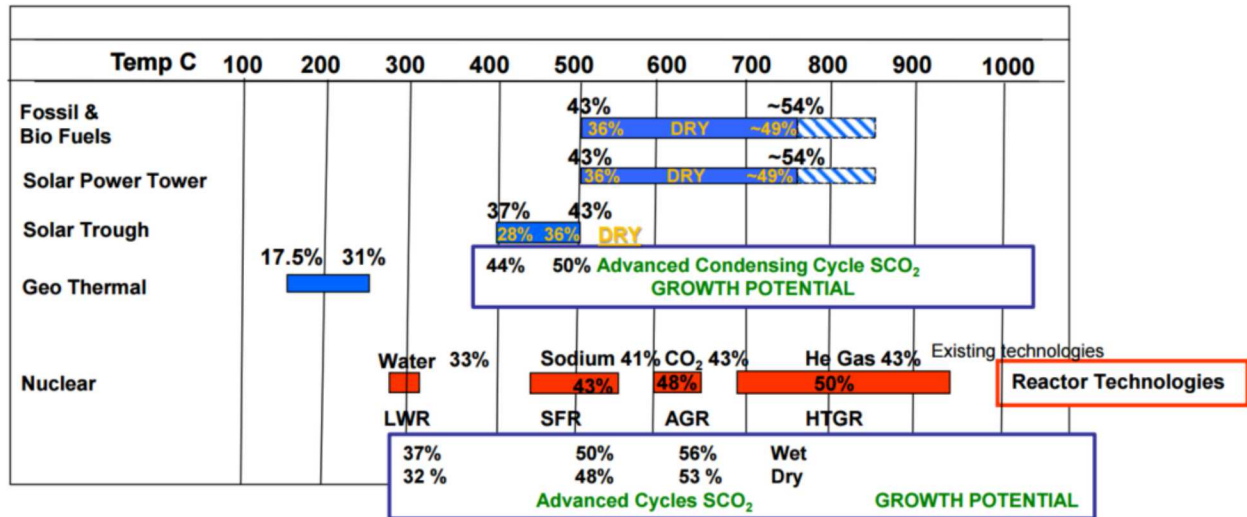 Temp C 100 200 300 400 500 600 700 800 900 1000
43% ~54%
Fossil &
Bio Fuels
36% DRY ~49%
43% ~54%
Solar Power Tower
36% DRY ~49%
37% 43%
Solar Trough
28% 36% DRY
17.5% 31%
Geo Thermal
44% 50% Advanced Condensing Cycle SCO₂
GROWTH POTENTIAL
Water 33% Sodium 41% CO₂ 43% He Gas 43% Existing technologies
Nuclear
43% 48% 50% Reactor Technologies
LWR SFR AGR HTGR
37% 50% 56% Wet
32 % 48% 53 % Dry
Advanced Cycles SCO₂ GROWTH POTENTIAL